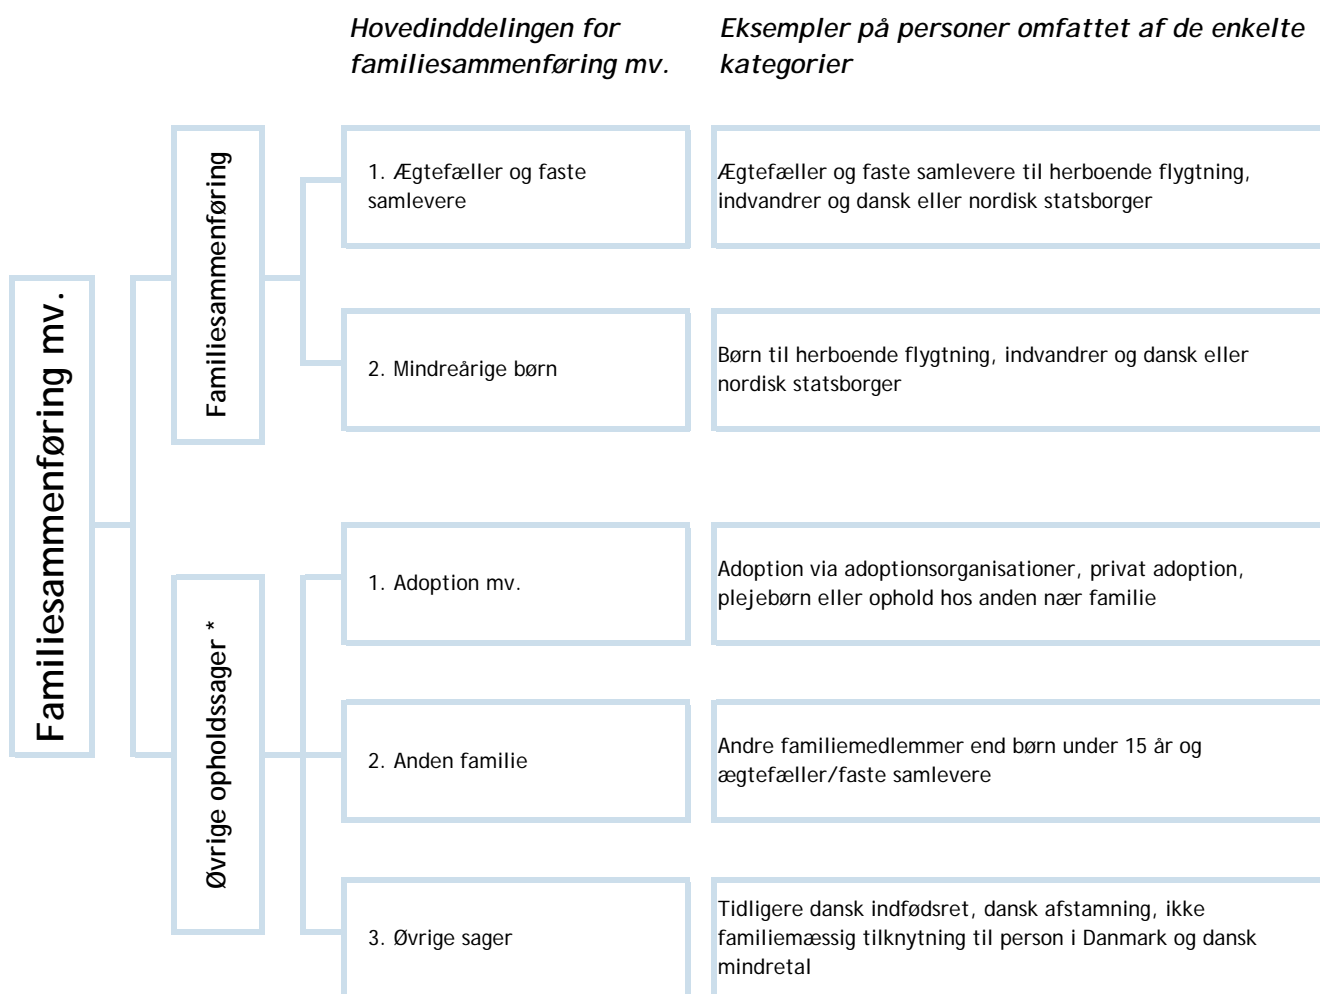 Hovedinddelingen for
familiesammenføring mv.
Eksempler på personer omfattet af de enkelte
kategorier
Familiesammenføring mv.
Familiesammenføring
1. Ægtefæller og faste
samlevere
Ægtefæller og faste samlevere til herboende flygtning,
indvandrer og dansk eller nordisk statsborger
2. Mindreårige børn
Børn til herboende flygtning, indvandrer og dansk eller
nordisk statsborger
Øvrige opholdssager *
1. Adoption mv.
Adoption via adoptionsorganisationer, privat adoption,
plejebørn eller ophold hos anden nær familie
2. Anden familie
Andre familiemedlemmer end børn under 15 år og
ægtefæller/faste samlevere
3. Øvrige sager
Tidligere dansk indfødsret, dansk afstamning, ikke
familiemæssig tilknytning til person i Danmark og dansk
mindretal